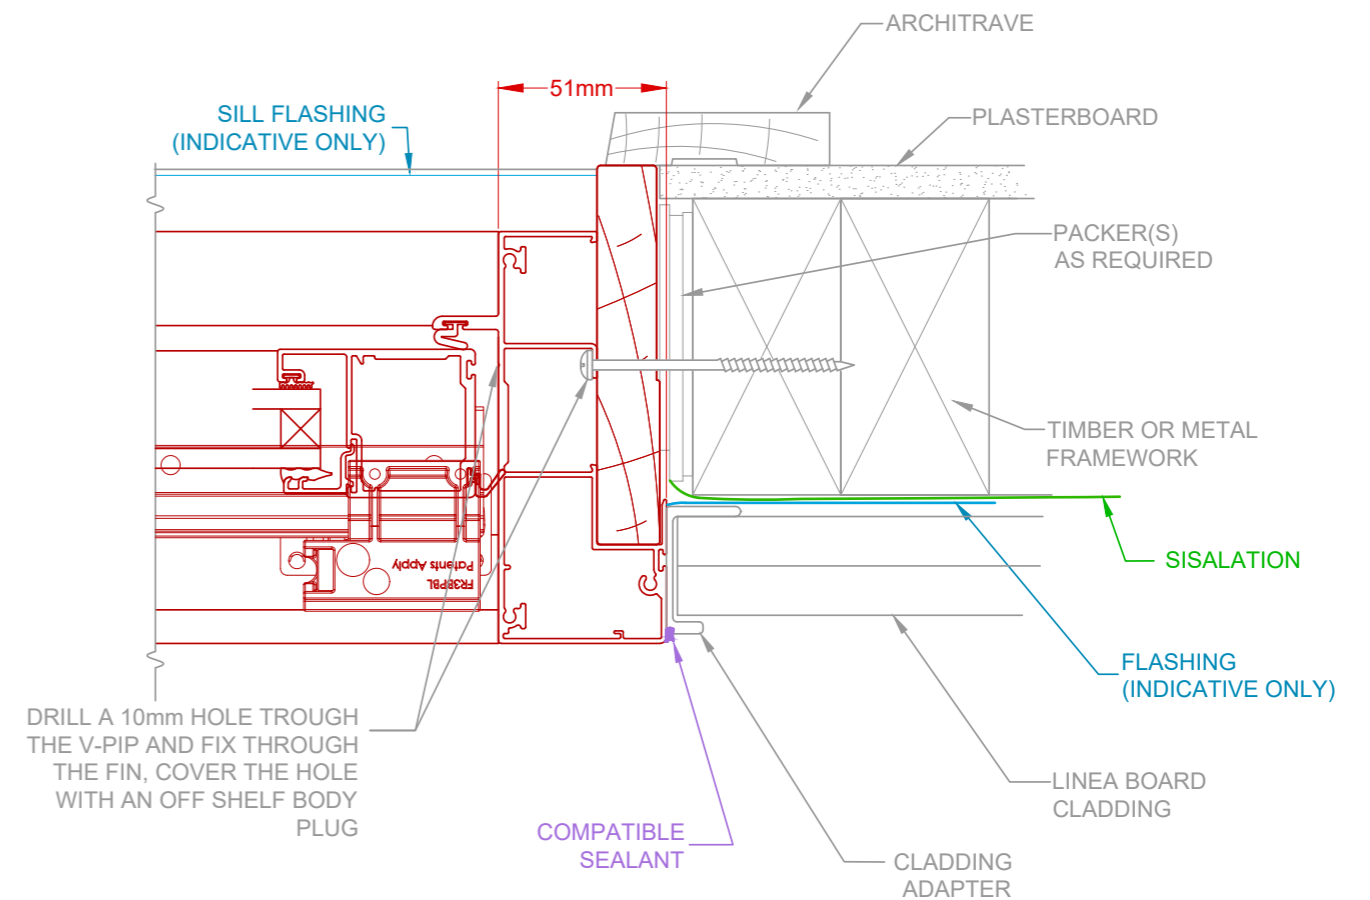 ARCHITRAVE
51mm
SILL FLASHING
(INDICATIVE ONLY)
PLASTERBOARD
PACKER(S)
AS REQUIRED
TIMBER OR METAL
FRAMEWORK
SISALATION
FR38PBL
Patents Apply
FLASHING
(INDICATIVE ONLY)
DRILL A 10mm HOLE TROUGH
THE V-PIP AND FIX THROUGH
THE FIN, COVER THE HOLE
WITH AN OFF SHELF BODY
PLUG
LINEA BOARD
CLADDING
COMPATIBLE
SEALANT
CLADDING
ADAPTER